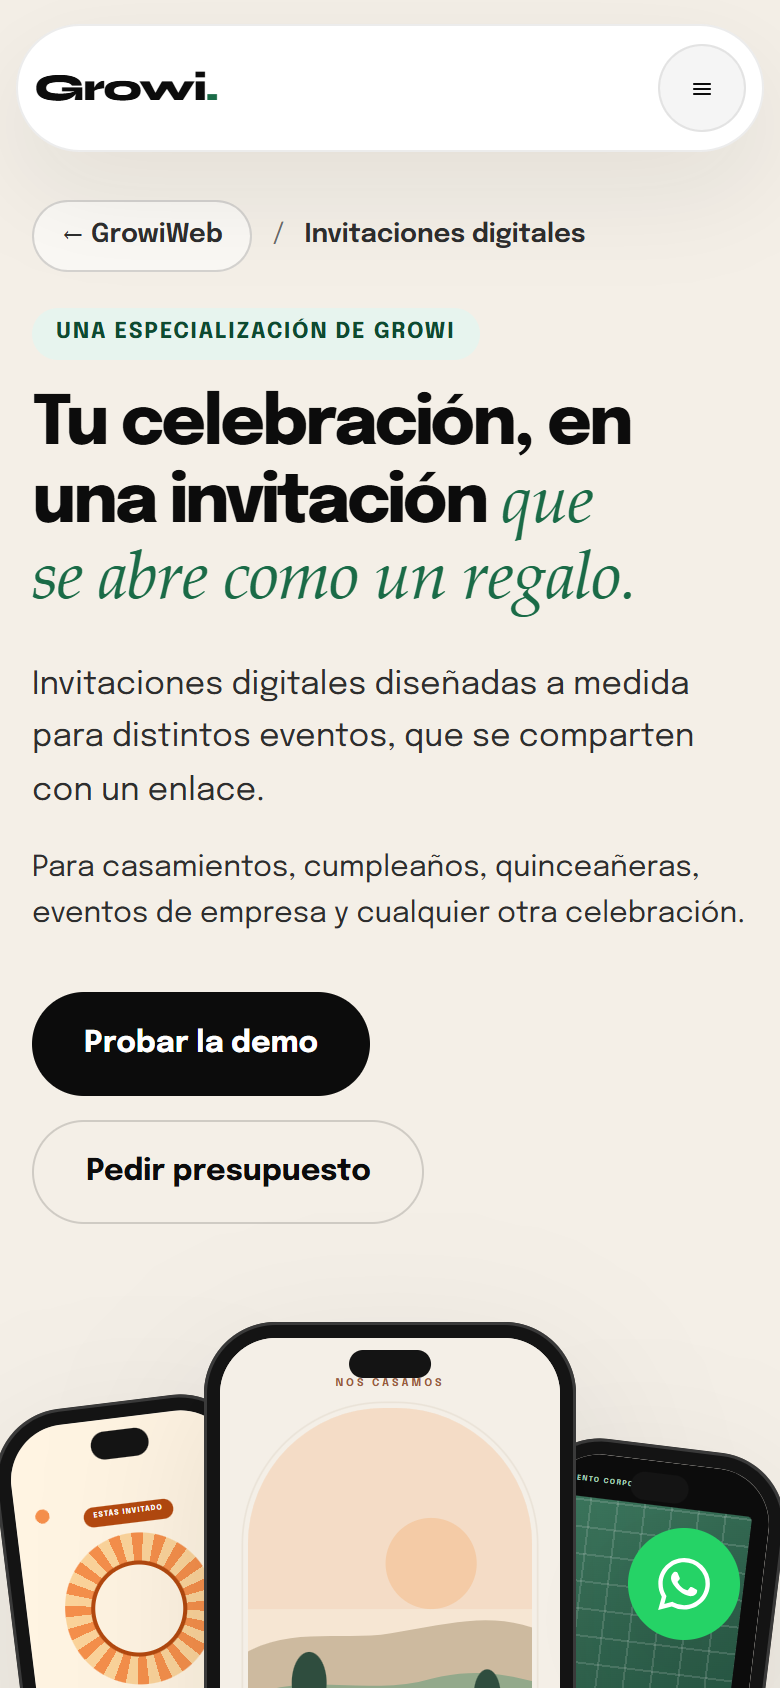 Growi.
← GrowiWeb / Invitaciones digitales
UNA ESPECIALIZACIÓN DE GROWI
Tu celebración, en
una invitación que
se abre como un regalo.
Invitaciones digitales diseñadas a medida
para distintos eventos, que se comparten
con un enlace.
Para casamientos, cumpleaños, quinceañeras,
eventos de empresa y cualquier otra celebración.
Probar la demo
Pedir presupuesto
NOS CASAMOS
ESTÁS INVITADO